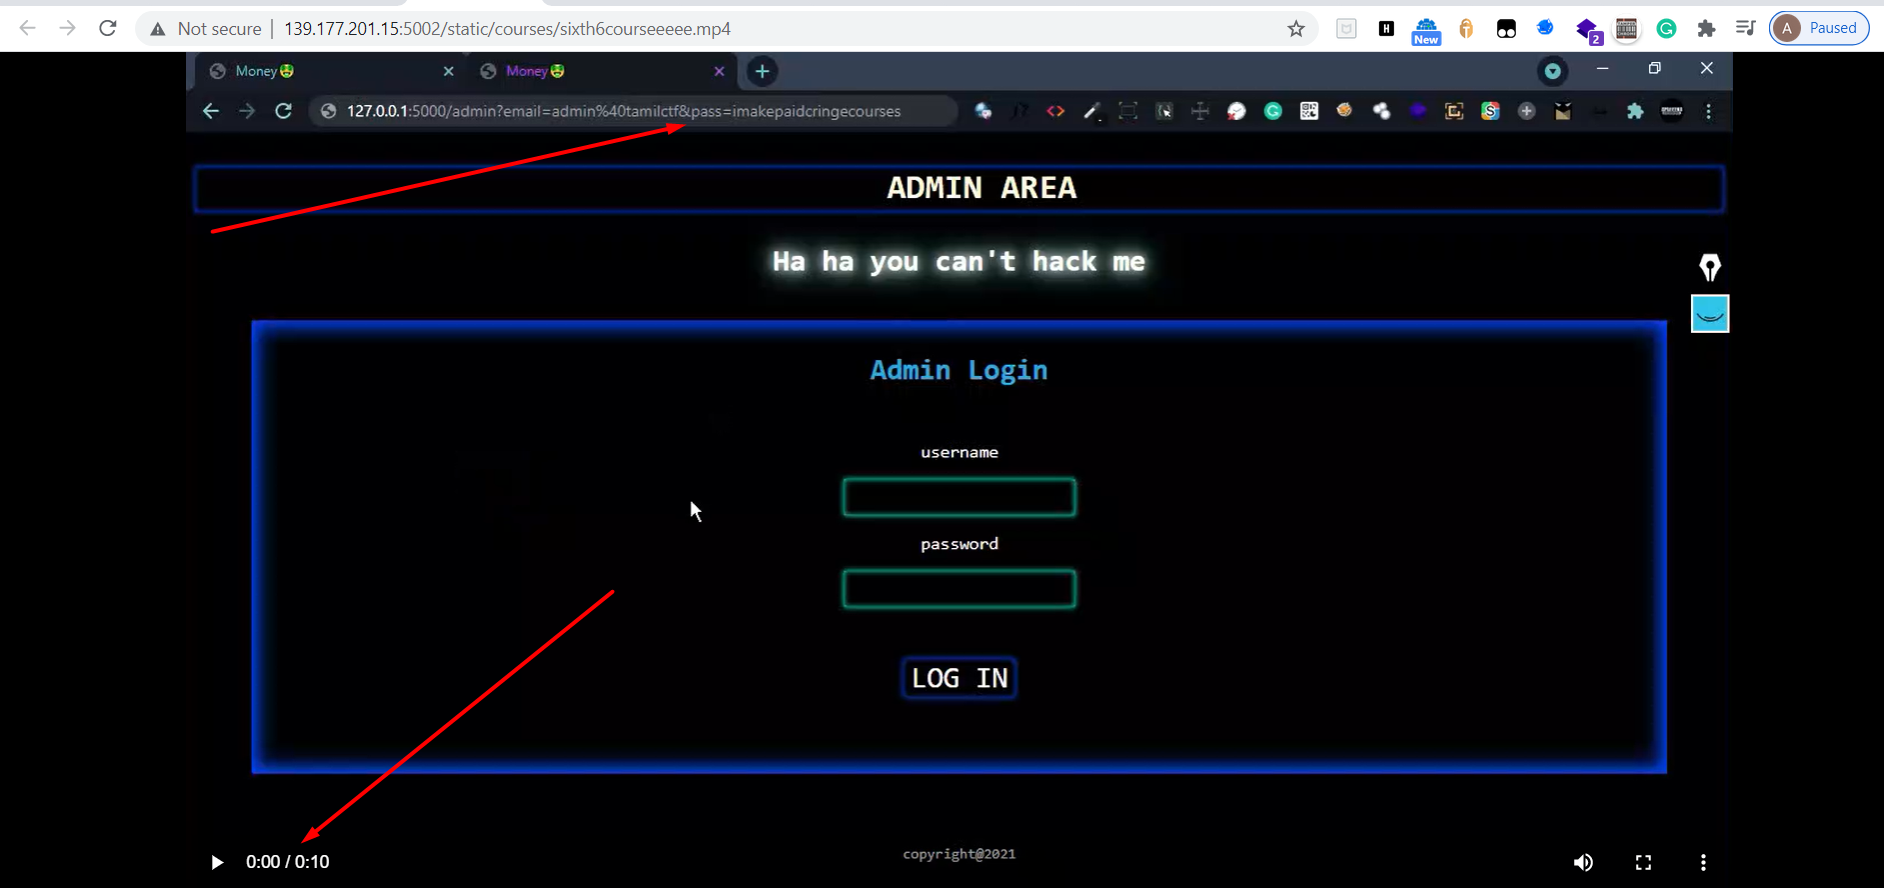 Not secure | 139.177.201.15:5002/static/courses/sixth6courseeeee.mp4
New
2
A Paused
Money
Money
127.0.0.1:5000/admin?email=admin%40tamilctf&pass=imakepaidcringecourses
ADMIN AREA
Ha ha you can't hack me
Admin Login
username
password
LOG IN
copyright@2021
0:00 / 0:10